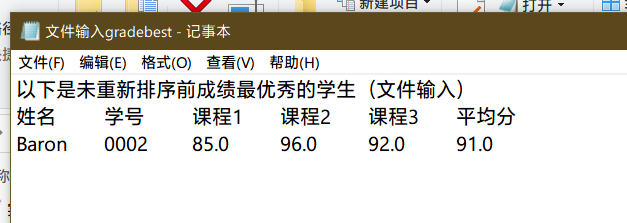 新建项目
打开
文件输入gradebest - 记事本
文件(F) 编辑(E) 格式(O) 查看(V) 帮助(H)
以下是未重新排序前成绩最优秀的学生（文件输入）
姓名 学号 课程1 课程2 课程3 平均分
Baron 0002 85.0 96.0 92.0 91.0